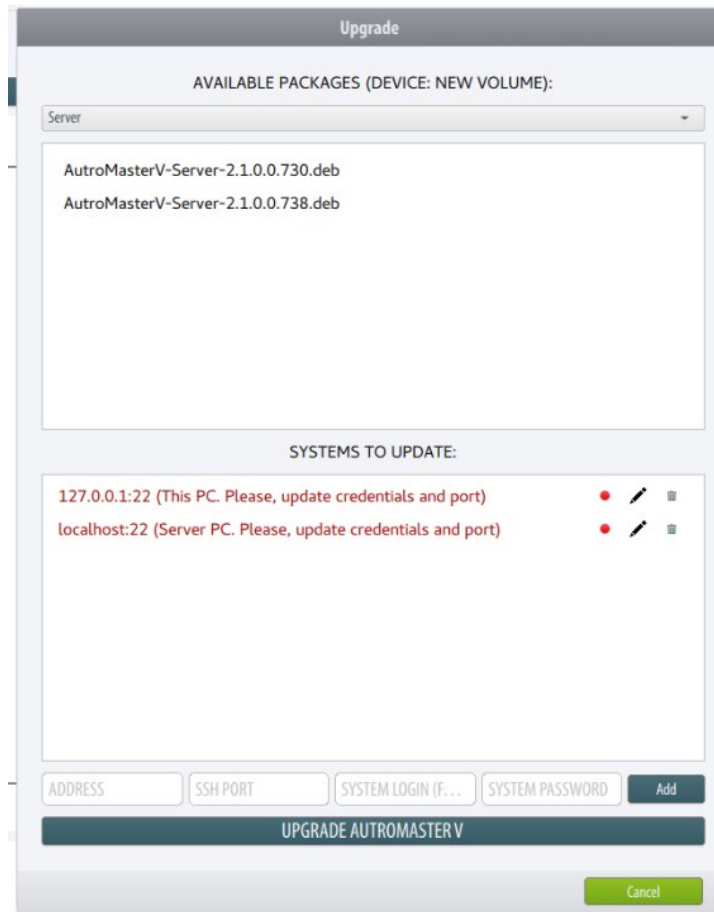 Upgrade
AVAILABLE PACKAGES (DEVICE: NEW VOLUME):
Server
AutroMasterV-Server-2.1.0.0.730.deb
AutroMasterV-Server-2.1.0.0.738.deb
SYSTEMS TO UPDATE:
127.0.0.1:22 (This PC. Please, update credentials and port)
localhost:22 (Server PC. Please, update credentials and port)
ADDRESS SSH PORT SYSTEM LOGIN (F... SYSTEM PASSWORD Add
UPGRADE AUTROMASTER V
Cancel